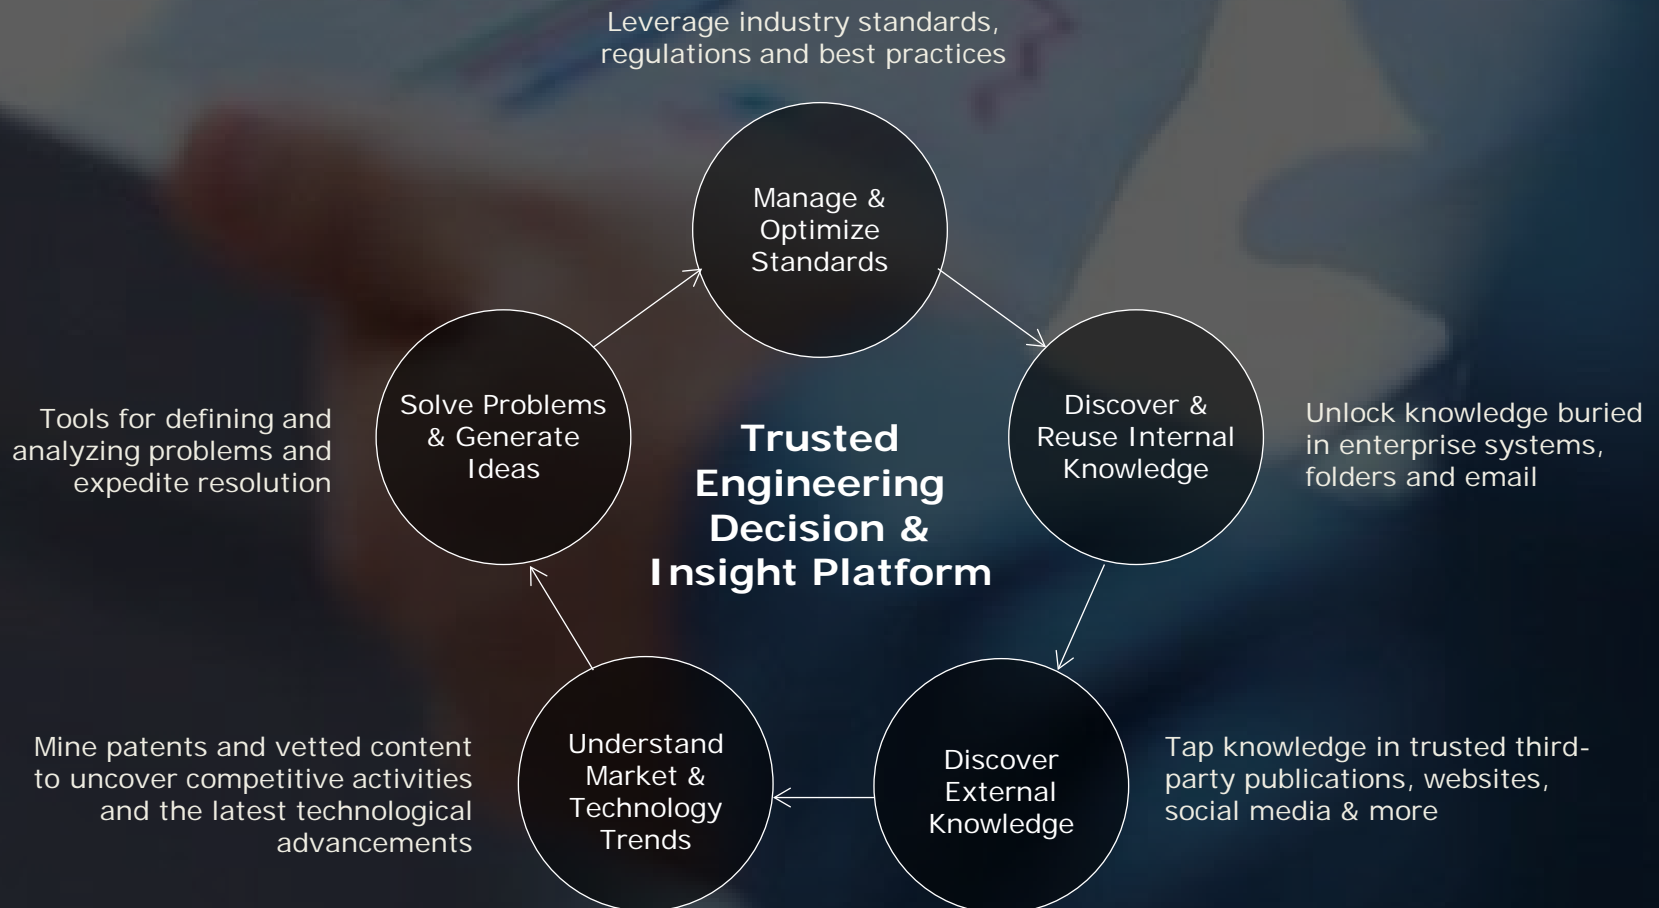 Leverage industry standards,
regulations and best practices
Manage &
Optimize
Standards
Solve Problems
& Generate
Ideas
Discover &
Reuse Internal
Knowledge
Tools for defining and
analyzing problems and
expedite resolution
Trusted
Engineering
Decision &
Insight Platform
Unlock knowledge buried
in enterprise systems,
folders and email
Mine patents and vetted content
to uncover competitive activities
and the latest technological
advancements
Understand
Market &
Technology
Trends
Discover
External
Knowledge
Tap knowledge in trusted third-
party publications, websites,
social media & more